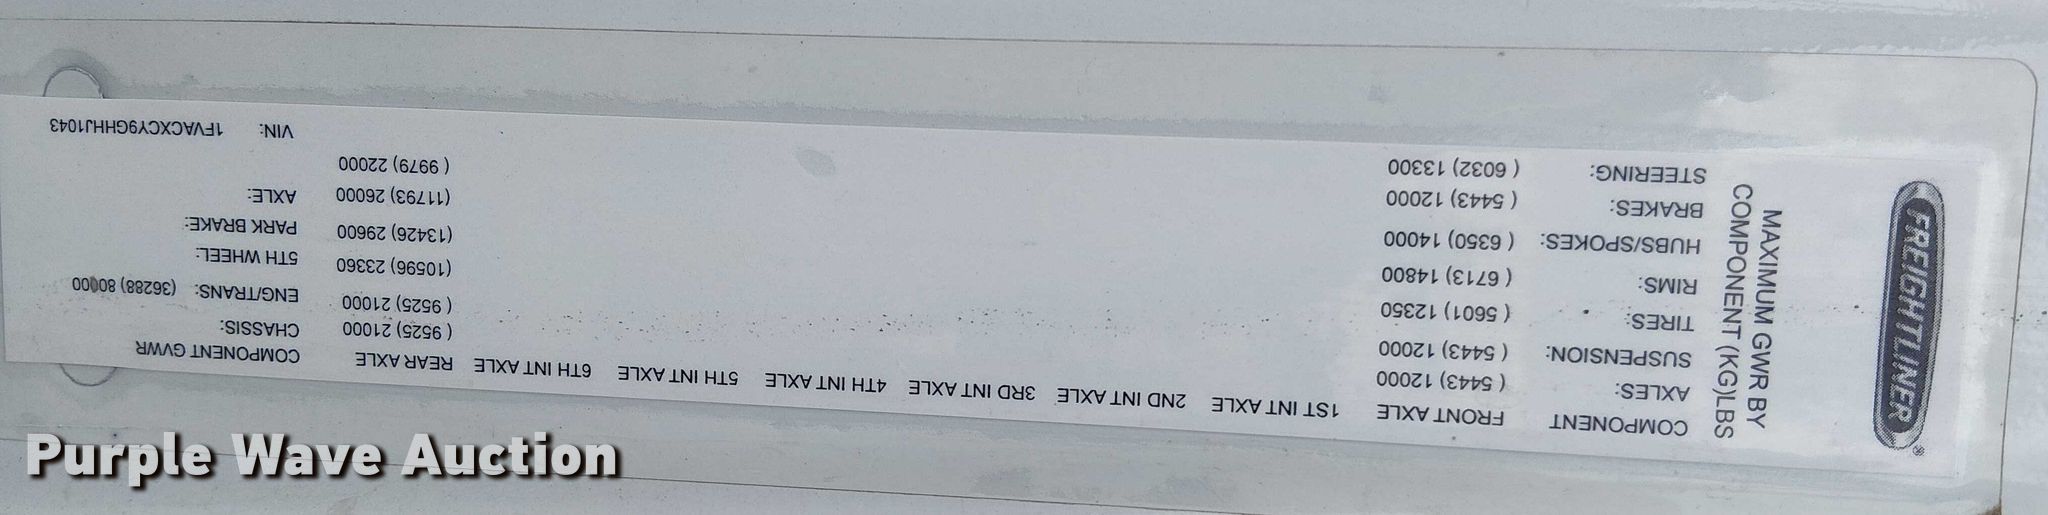 FREIGHTLINER®
MAXIMUM GWR BY
COMPONENT (KG)LBS
COMPONENT FRONT AXLE 1ST INT AXLE 2ND INT AXLE 3RD INT AXLE 4TH INT AXLE 5TH INT AXLE 6TH INT AXLE REAR AXLE COMPONENT GVWR
AXLES: ( 5443) 12000 ( 9525) 21000 CHASSIS:
SUSPENSION: ( 5443) 12000 ( 9525) 21000 ENG/TRANS: (36288) 80000
TIRES: ( 5601) 12350 (10596) 23360 5TH WHEEL:
RIMS: ( 6713) 14800 (13426) 29600 PARK BRAKE:
HUBS/SPOKES: ( 6350) 14000 (11793) 26000 AXLE:
BRAKES: ( 5443) 12000 ( 9979) 22000
STEERING: ( 6032) 13300 VIN: 1FVACXCY9GHHJ1043
Purple Wave Auction